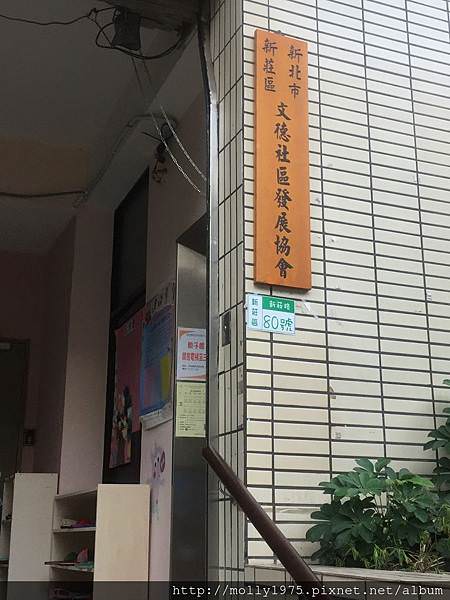 新北市
新莊區
文德社區發展協會
新莊區
新莊路
80號
http://molly1975.pixnet.net/album